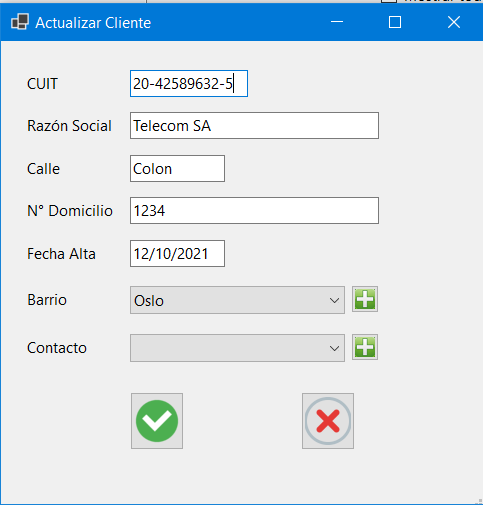 Actualizar Cliente
CUIT 20-42589632-5
Razón Social Telecom SA
Calle Colon
N° Domicilio 1234
Fecha Alta 12/10/2021
Barrio Oslo
Contacto